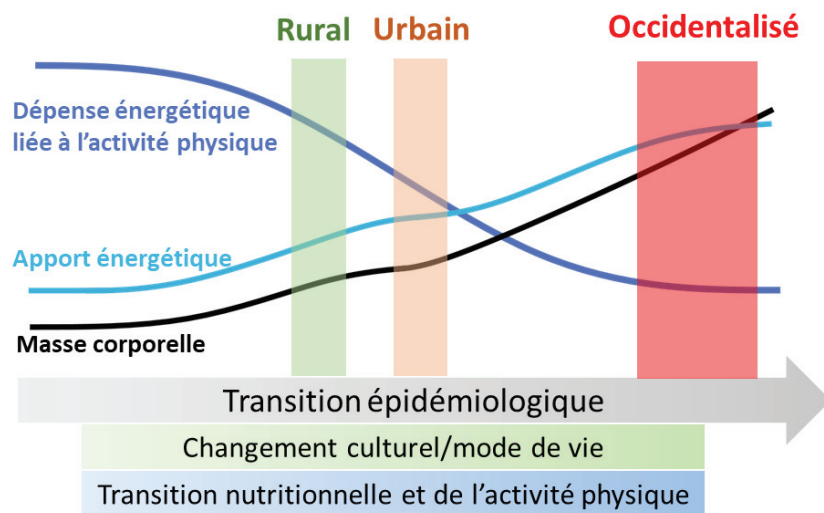 Rural
Urbain
Occidentalisé
Dépense énergétique
liée à l'activité physique
Apport énergétique
Masse corporelle
Transition épidémiologique
Changement culturel/mode de vie
Transition nutritionnelle et de l'activité physique